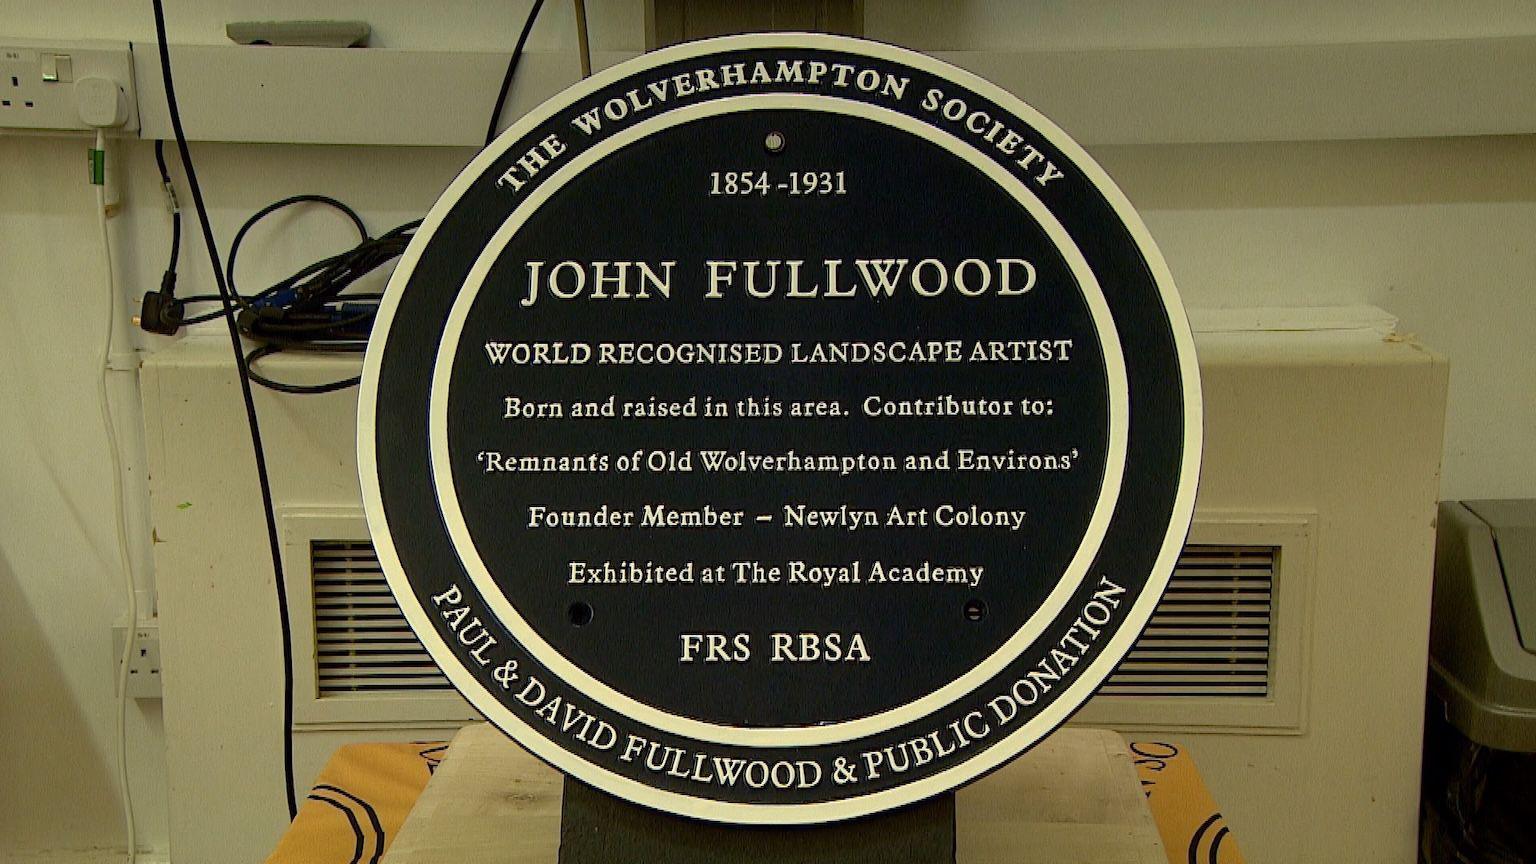 THE WOLVERHAMPTON SOCIETY
1854-1931
JOHN FULLWOOD
WORLD RECOGNISED LANDSCAPE ARTIST
Born and raised in this area. Contributor to:
‘Remnants of Old Wolverhampton and Environs’
Founder Member – Newlyn Art Colony
Exhibited at The Royal Academy
FRS RBSA
PAUL & DAVID FULLWOOD & PUBLIC DONATION